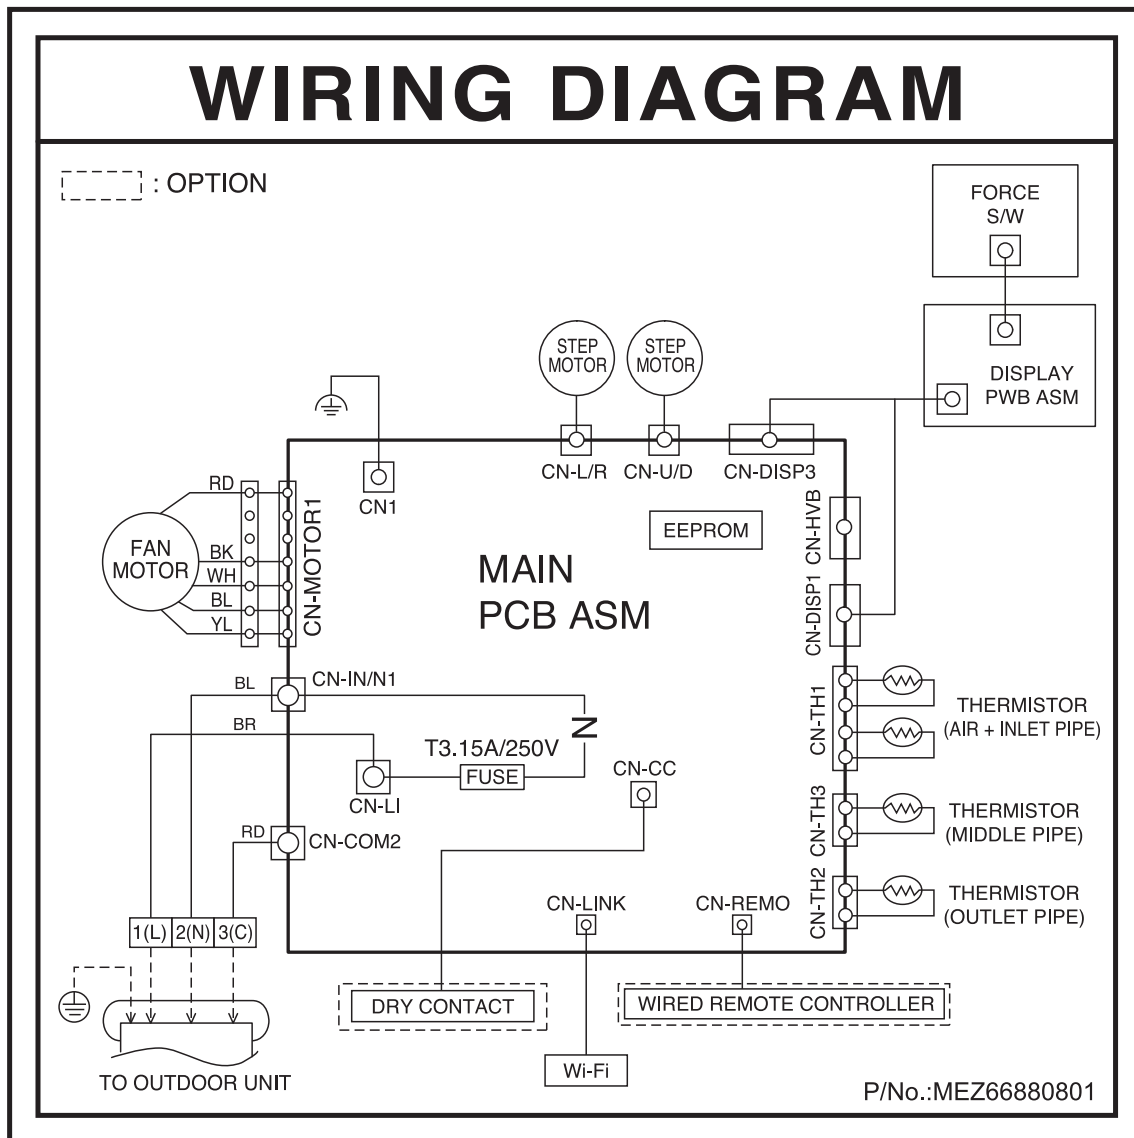 WIRING DIAGRAM
: OPTION
FORCE
S/W
STEP
MOTOR
STEP
MOTOR
DISPLAY
PWB ASM
CN-L/R
CN-U/D
CN-DISP3
CN1
RD
BK
WH
BL
YL
FAN
MOTOR
CN-MOTOR1
EEPROM
CN-HVB
MAIN
PCB ASM
CN-DISP1
BL
CN-IN/N1
BR
N
T3.15A/250V
FUSE
CN-LI
CN-CC
CN-TH1
THERMISTOR
(AIR + INLET PIPE)
RD
CN-COM2
CN-TH3
THERMISTOR
(MIDDLE PIPE)
CN-TH2
THERMISTOR
(OUTLET PIPE)
CN-LINK
CN-REMO
1(L) 2(N) 3(C)
DRY CONTACT
WIRED REMOTE CONTROLLER
Wi-Fi
TO OUTDOOR UNIT
P/No.:MEZ66880801